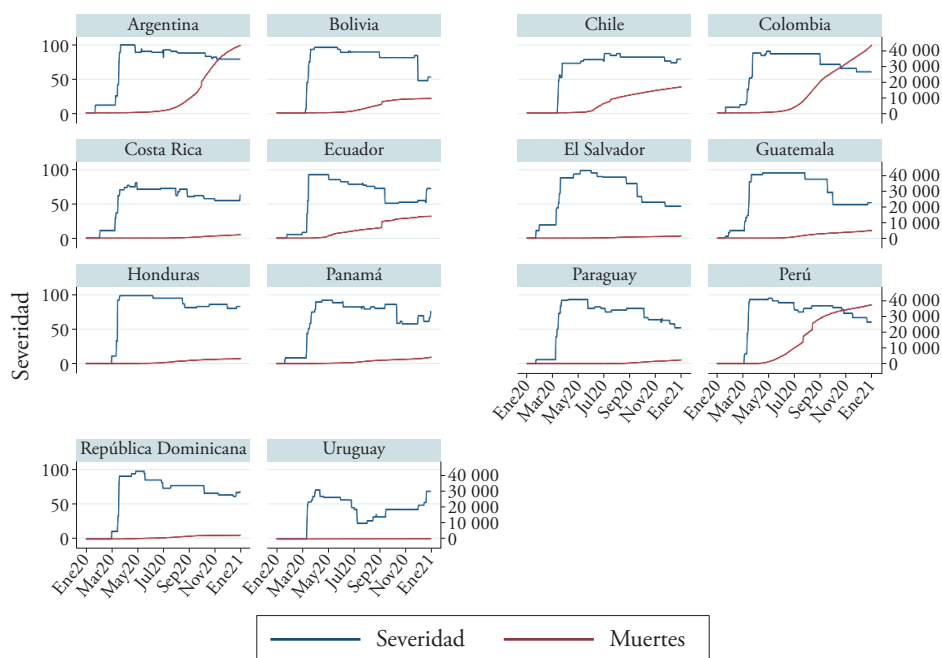 Argentina
Bolivia
Chile
Colombia
100
50
0
40 000
30 000
20 000
10 000
0
Costa Rica
Ecuador
El Salvador
Guatemala
100
50
0
40 000
30 000
20 000
10 000
0
Honduras
Panamá
Paraguay
Perú
100
50
0
40 000
30 000
20 000
10 000
0
Severidad
Ene20
Mar20
May20
Jul20
Sep20
Nov20
Ene21
Ene20
Mar20
May20
Jul20
Sep20
Nov20
Ene21
República Dominicana
Uruguay
100
50
0
40 000
30 000
20 000
10 000
0
Ene20
Mar20
May20
Jul20
Sep20
Nov20
Ene21
Ene20
Mar20
May20
Jul20
Sep20
Nov20
Ene21
Severidad
Muertes